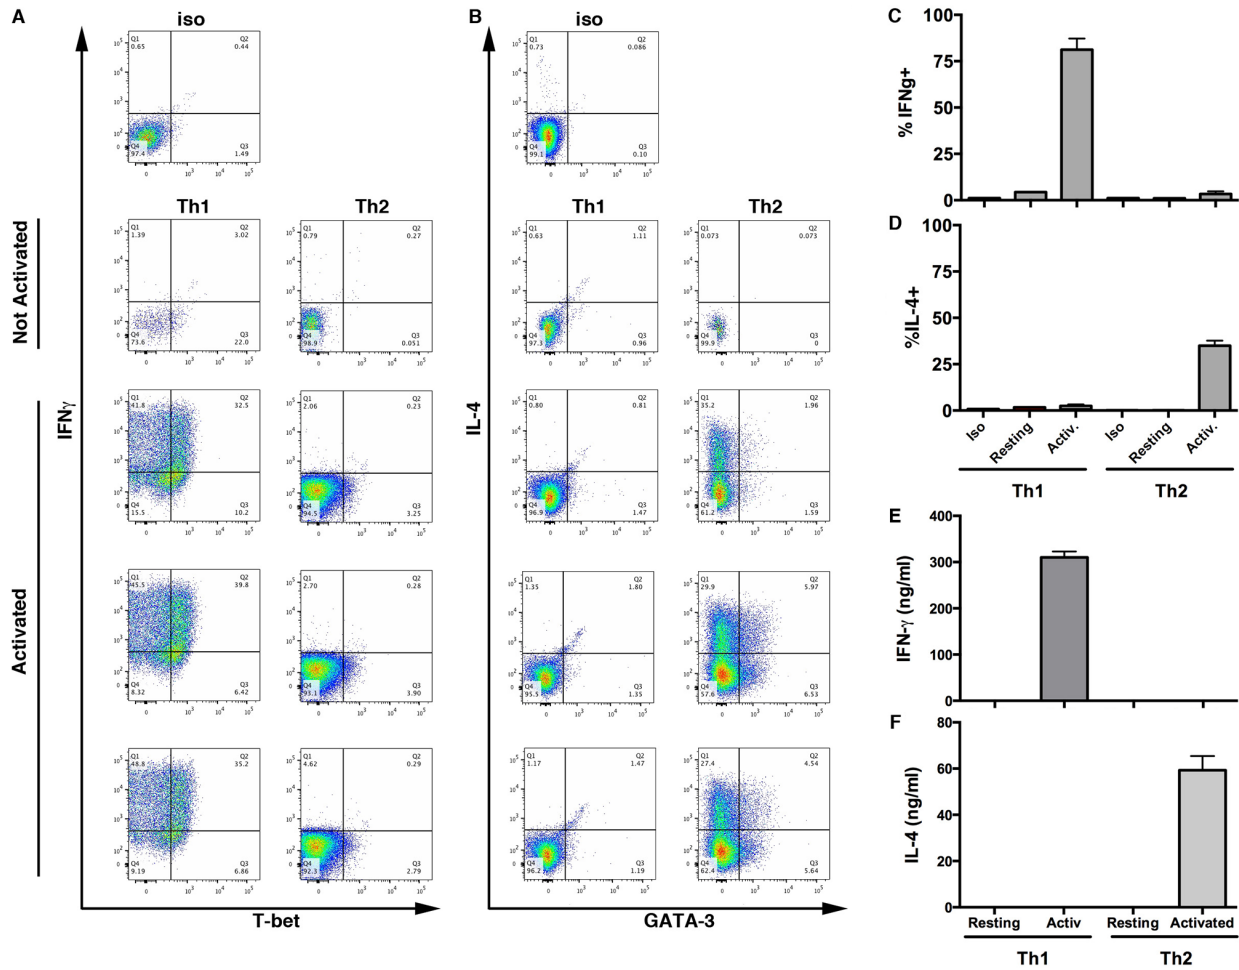 A
iso
IFNγ
Q1
0.65
Q2
0.44
Q4
97.4
Q3
1.49
Th1
Th2
Not Activated
Q1
1.39
Q2
3.02
Q4
73.6
Q3
22.0
Q1
0.79
Q2
0.27
Q4
98.9
Q3
0.051
Activated
Q1
41.8
Q2
32.5
Q4
15.5
Q3
10.2
Q1
2.06
Q2
0.23
Q4
94.5
Q3
3.25
Q1
45.5
Q2
39.8
Q4
8.32
Q3
6.42
Q1
2.70
Q2
0.28
Q4
93.1
Q3
3.90
Q1
48.8
Q2
35.2
Q4
9.19
Q3
6.86
Q1
4.62
Q2
0.29
Q4
92.3
Q3
2.79
T-bet
B
iso
IL-4
Q1
0.73
Q2
0.086
Q4
99.1
Q3
0.10
Th1
Th2
Q1
0.63
Q2
1.11
Q4
97.3
Q3
0.96
Q1
0.073
Q2
0.073
Q4
99.9
Q3
0
Q1
0.80
Q2
0.81
Q4
96.9
Q3
1.47
Q1
35.2
Q2
1.96
Q4
61.2
Q3
1.59
Q1
1.35
Q2
1.80
Q4
95.5
Q3
1.35
Q1
29.9
Q2
5.97
Q4
57.6
Q3
6.53
Q1
1.17
Q2
1.47
Q4
96.2
Q3
1.19
Q1
27.4
Q2
4.54
Q4
62.4
Q3
5.64
GATA-3
C
% IFNg+
100
75
50
25
0
D
%IL-4+
100
75
50
25
0
Iso
Resting
Activ.
Iso
Resting
Activ.
Th1
Th2
E
IFN-γ (ng/ml)
400
300
200
100
0
F
IL-4 (ng/ml)
80
60
40
20
0
Resting
Activ
Resting
Activated
Th1
Th2